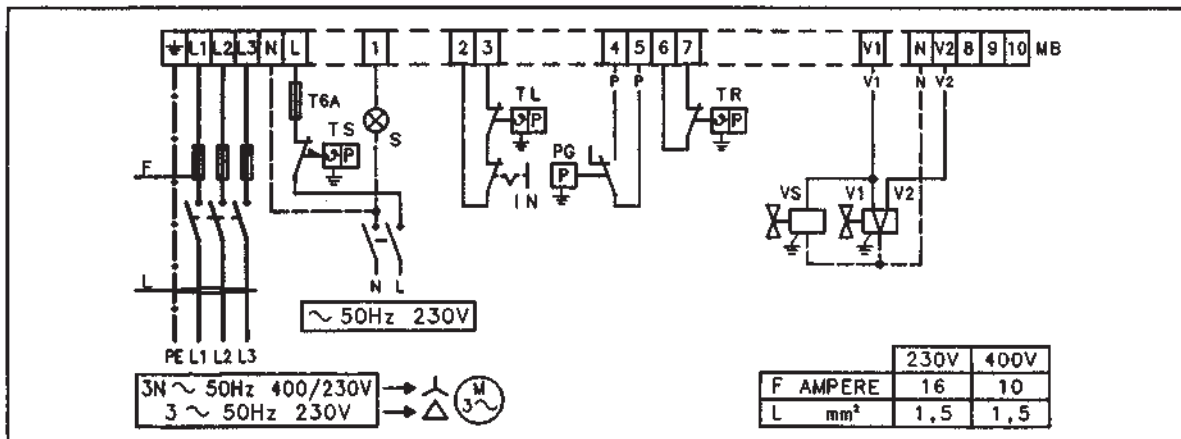 ⏚ L1 L2 L3 N L 1 2 3 4 5 6 7 V1 N V2 8 9 10 MB
P P V1 N V2
T6A TL TR
TS P P P
S
F PG
P
IN VS V1 V2
L
N L
~ 50Hz 230V
PE L1 L2 L3
3N ~ 50Hz 400/230V M
3 ~ 50Hz 230V 3~
230V 400V
F AMPERE 16 10
L mm² 1,5 1,5